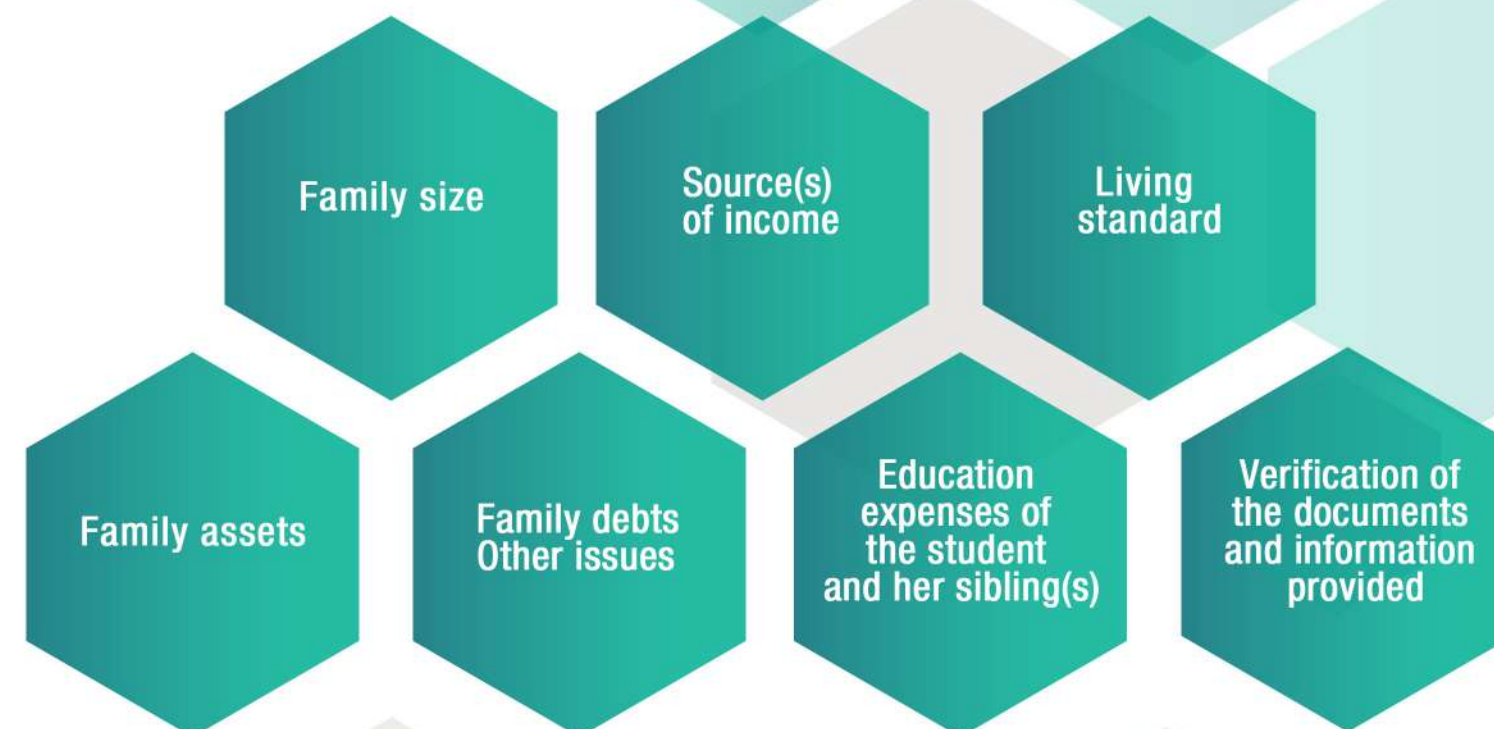 Family size
Source(s)
of income
Living
standard
Family assets
Family debts
Other issues
Education
expenses of
the student
and her sibling(s)
Verification of
the documents
and information
provided